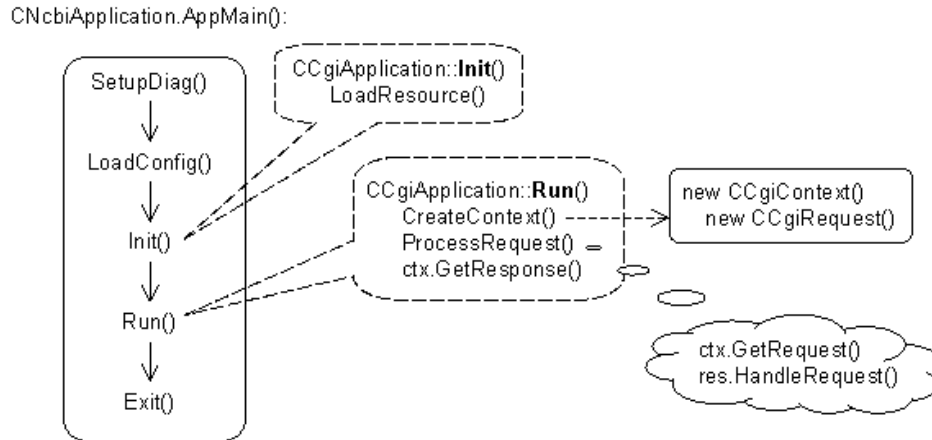 CNcbiApplication.AppMain():
SetupDiag()
LoadConfig()
Init()
Run()
Exit()
CCgiApplication::Init()
LoadResource()
CCgiApplication::Run()
CreateContext()
ProcessRequest()
ctx.GetResponse()
new CCgiContext()
new CCgiRequest()
ctx.GetRequest()
res.HandleRequest()